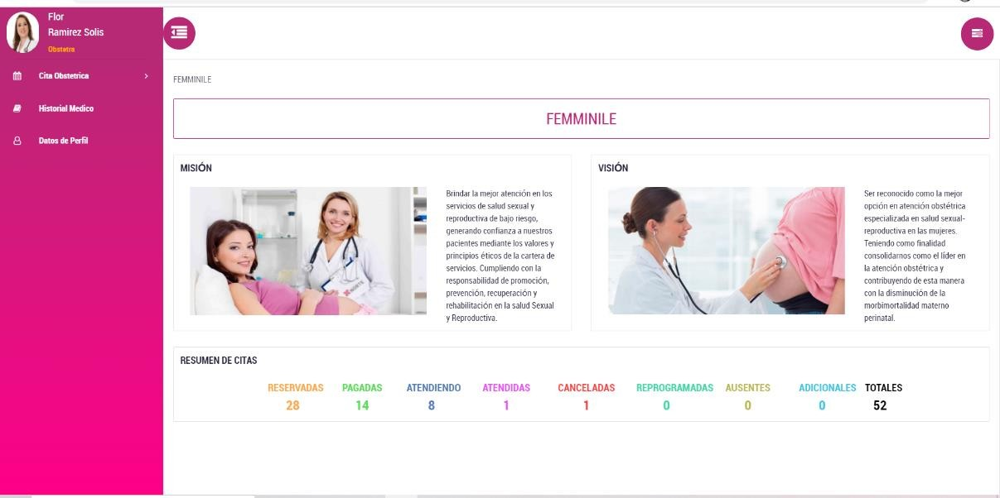 Flor
Ramirez Solis
Obstetra
Cita Obstetrica
Historial Medico
Datos de Perfil
FEMMINILE
FEMMINILE
MISIÓN
Brindar la mejor atención en los
servicios de salud sexual y
reproductiva de bajo riesgo,
generando confianza a nuestros
pacientes mediante los valores y
principios éticos de la cartera de
servicios. Cumpliendo con la
responsabilidad de promoción,
prevención, recuperación y
rehabilitación en la salud Sexual
y Reproductiva.
VISIÓN
Ser reconocido como la mejor
opción en atención obstétrica
especializada en salud sexual-
reproductiva en las mujeres.
Teniendo como finalidad
consolidarnos como el líder en
la atención obstétrica y
contribuyendo de esta manera
con la disminución de la
morbimortalidad materno
perinatal.
RESUMEN DE CITAS
RESERVADAS PAGADAS ATENDIENDO ATENDIDAS CANCELADAS REPROGRAMADAS AUSENTES ADICIONALES TOTALES
28 14 8 1 1 0 0 0 52